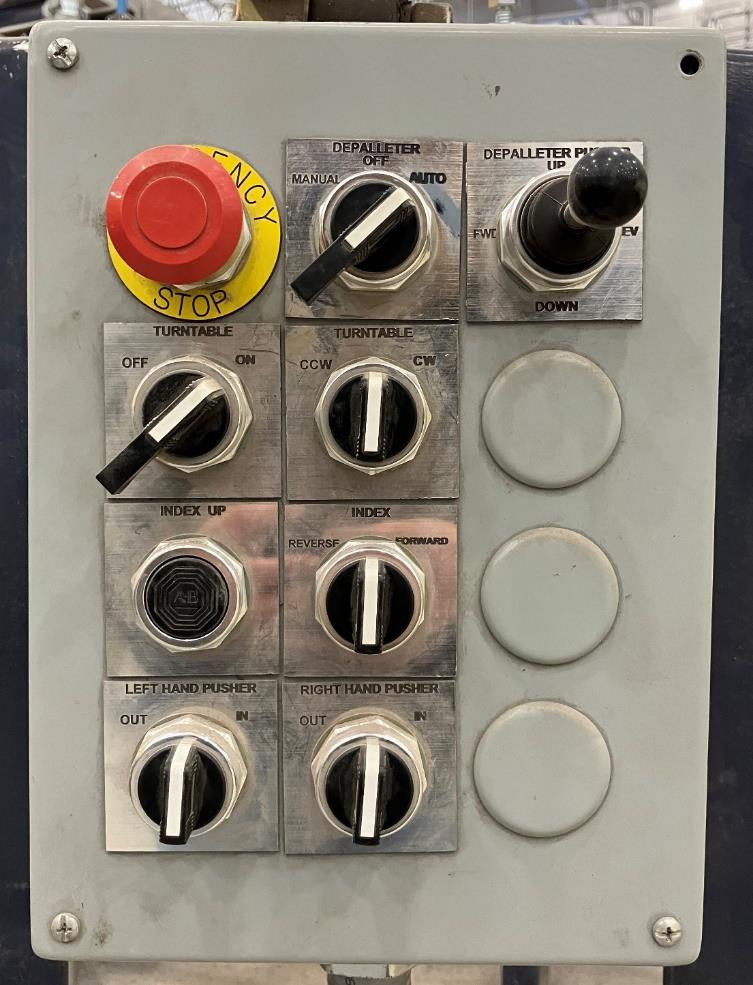 ENCY
STOP
DEPALLETER
OFF
MANUAL AUTO
DEPALLETER
UP
FWD EV
DOWN
TURNTABLE
OFF ON
TURNTABLE
CCW CW
INDEX UP
A-B
INDEX
REVERSE FORWARD
LEFT HAND PUSHER
OUT IN
RIGHT HAND PUSHER
OUT IN